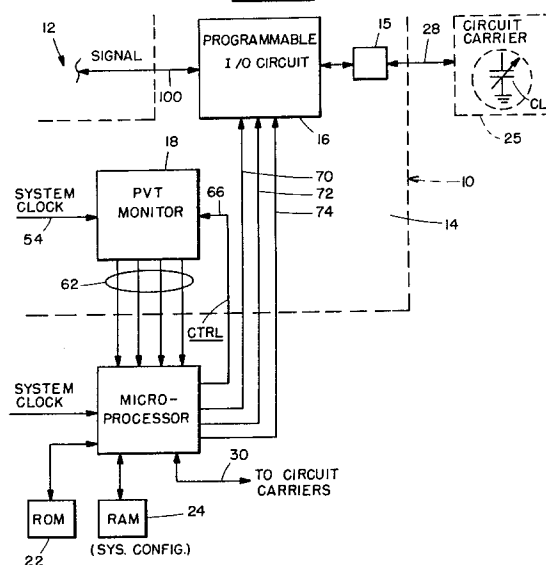 12
SIGNAL
100
PROGRAMMABLE
I/O CIRCUIT
16
15
28
CIRCUIT
CARRIER
CL
25
18
PVT
MONITOR
SYSTEM
CLOCK
54
66
70
72
74
10
14
62
CTRL
SYSTEM
CLOCK
MICRO-
PROCESSOR
30
TO CIRCUIT
CARRIERS
ROM
22
RAM
24
(SYS. CONFIG.)